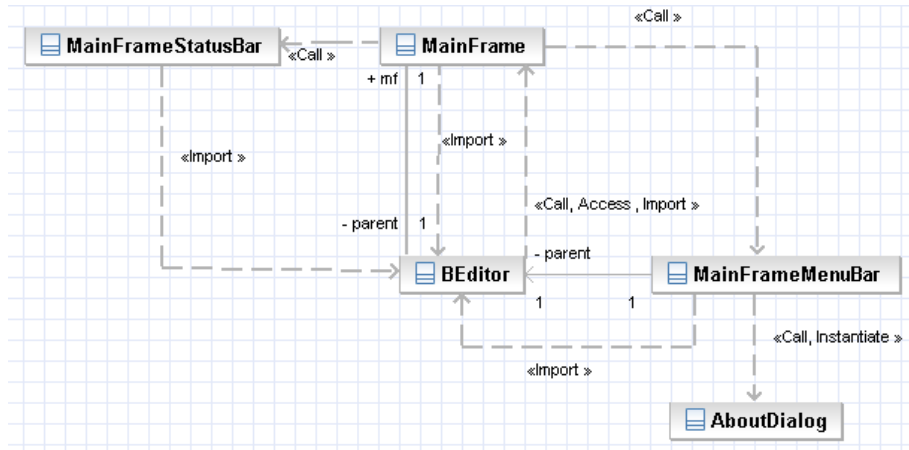 «Call »
MainFrameStatusBar
MainFrame
«Call »
+ mf
1
«Import »
«Import »
«Call, Access , Import »
- parent
1
- parent
BEditor
MainFrameMenuBar
1
1
«Call, Instantiate »
«Import »
AboutDialog